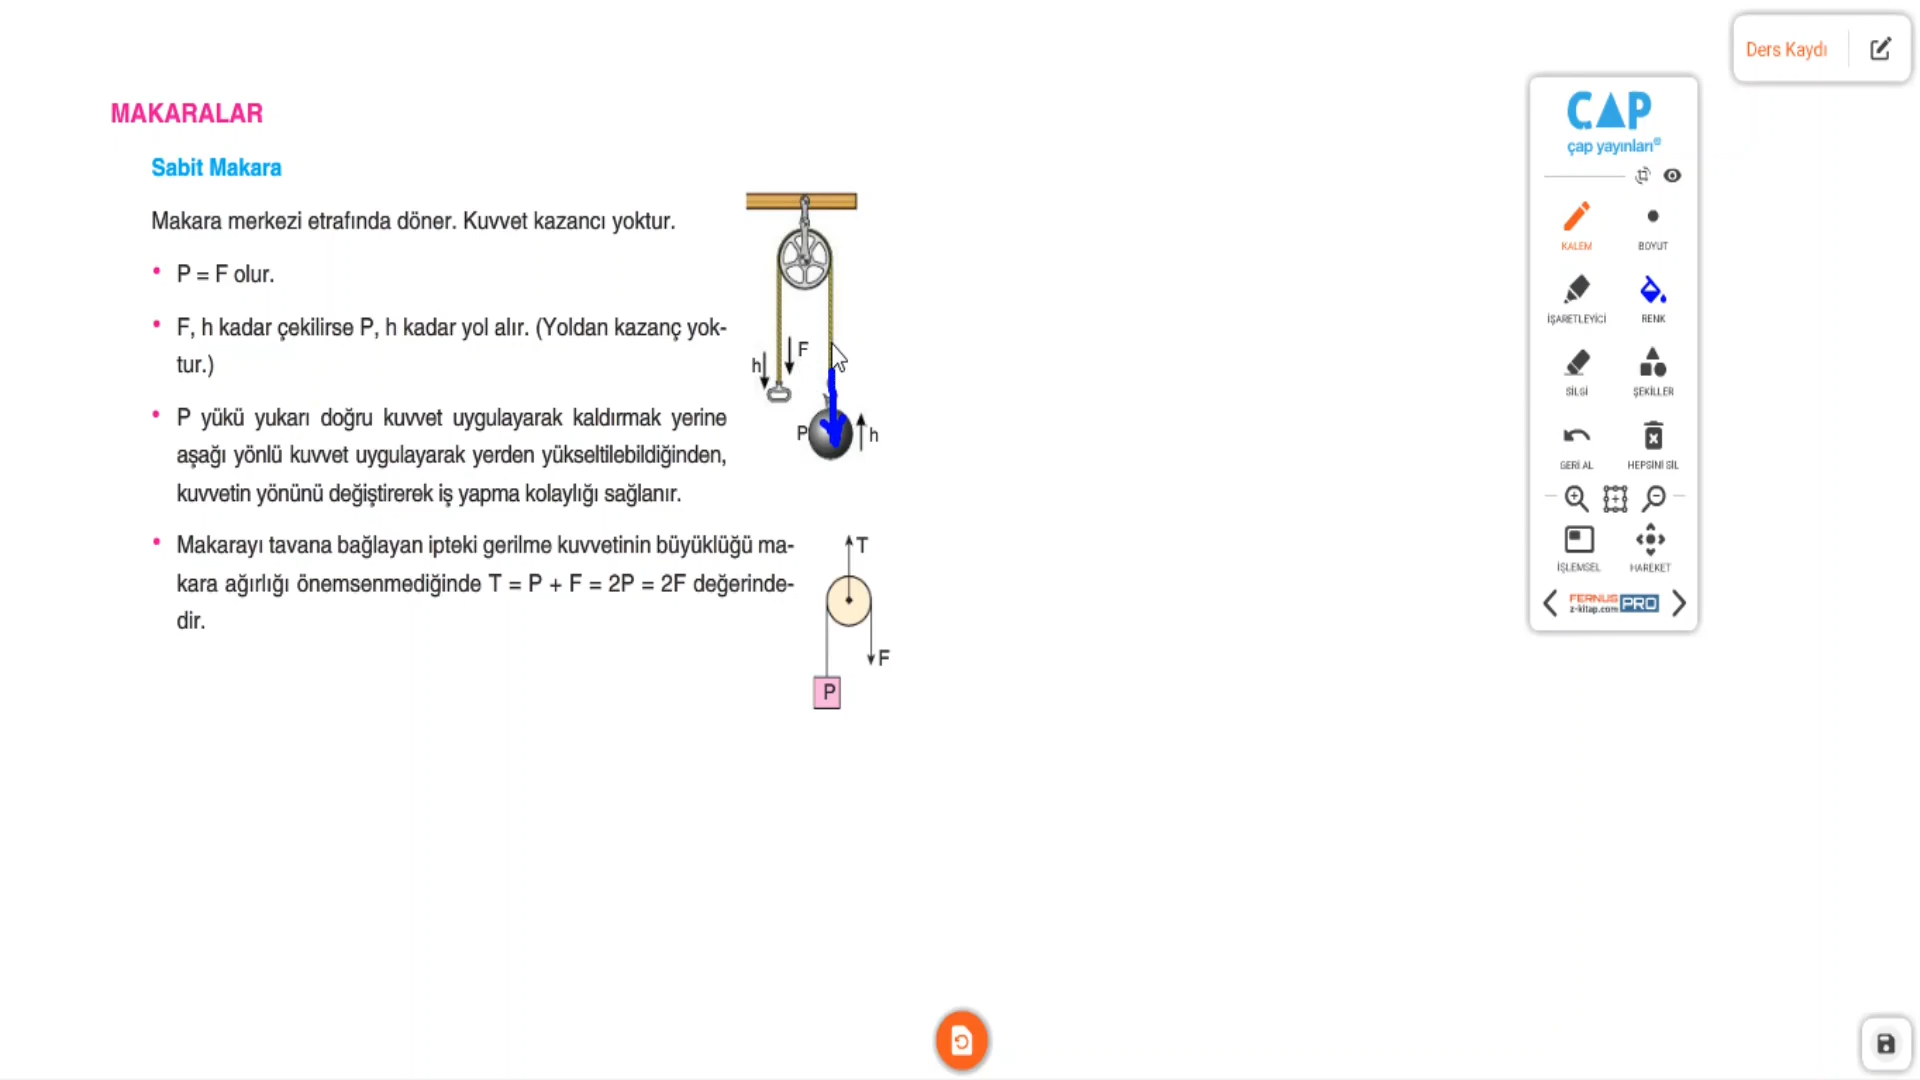 Ders Kaydı
MAKARALAR
Sabit Makara
Makara merkezi etrafında döner. Kuvvet kazancı yoktur.
• P = F olur.
• F, h kadar çekilirse P, h kadar yol alır. (Yoldan kazanç yok-
tur.)
• P yükü yukarı doğru kuvvet uygulayarak kaldırmak yerine
aşağı yönlü kuvvet uygulayarak yerden yükseltilebildiğinden,
kuvvetin yönünü değiştirerek iş yapma kolaylığı sağlanır.
• Makarayı tavana bağlayan ipteki gerilme kuvvetinin büyüklüğü ma-
kara ağırlığı önemsenmediğinde T = P + F = 2P = 2F değerinde-
dir.
F
h
P
h
T
F
P
ÇAP
çap yayınları®
KALEM
BOYUT
İŞARETLEYİCİ
RENK
SİLGİ
ŞEKİLLER
GERİ AL
HEPSİNİ SİL
İŞLEMSEL
HAREKET
FERNUS
z-kitap.com PRO